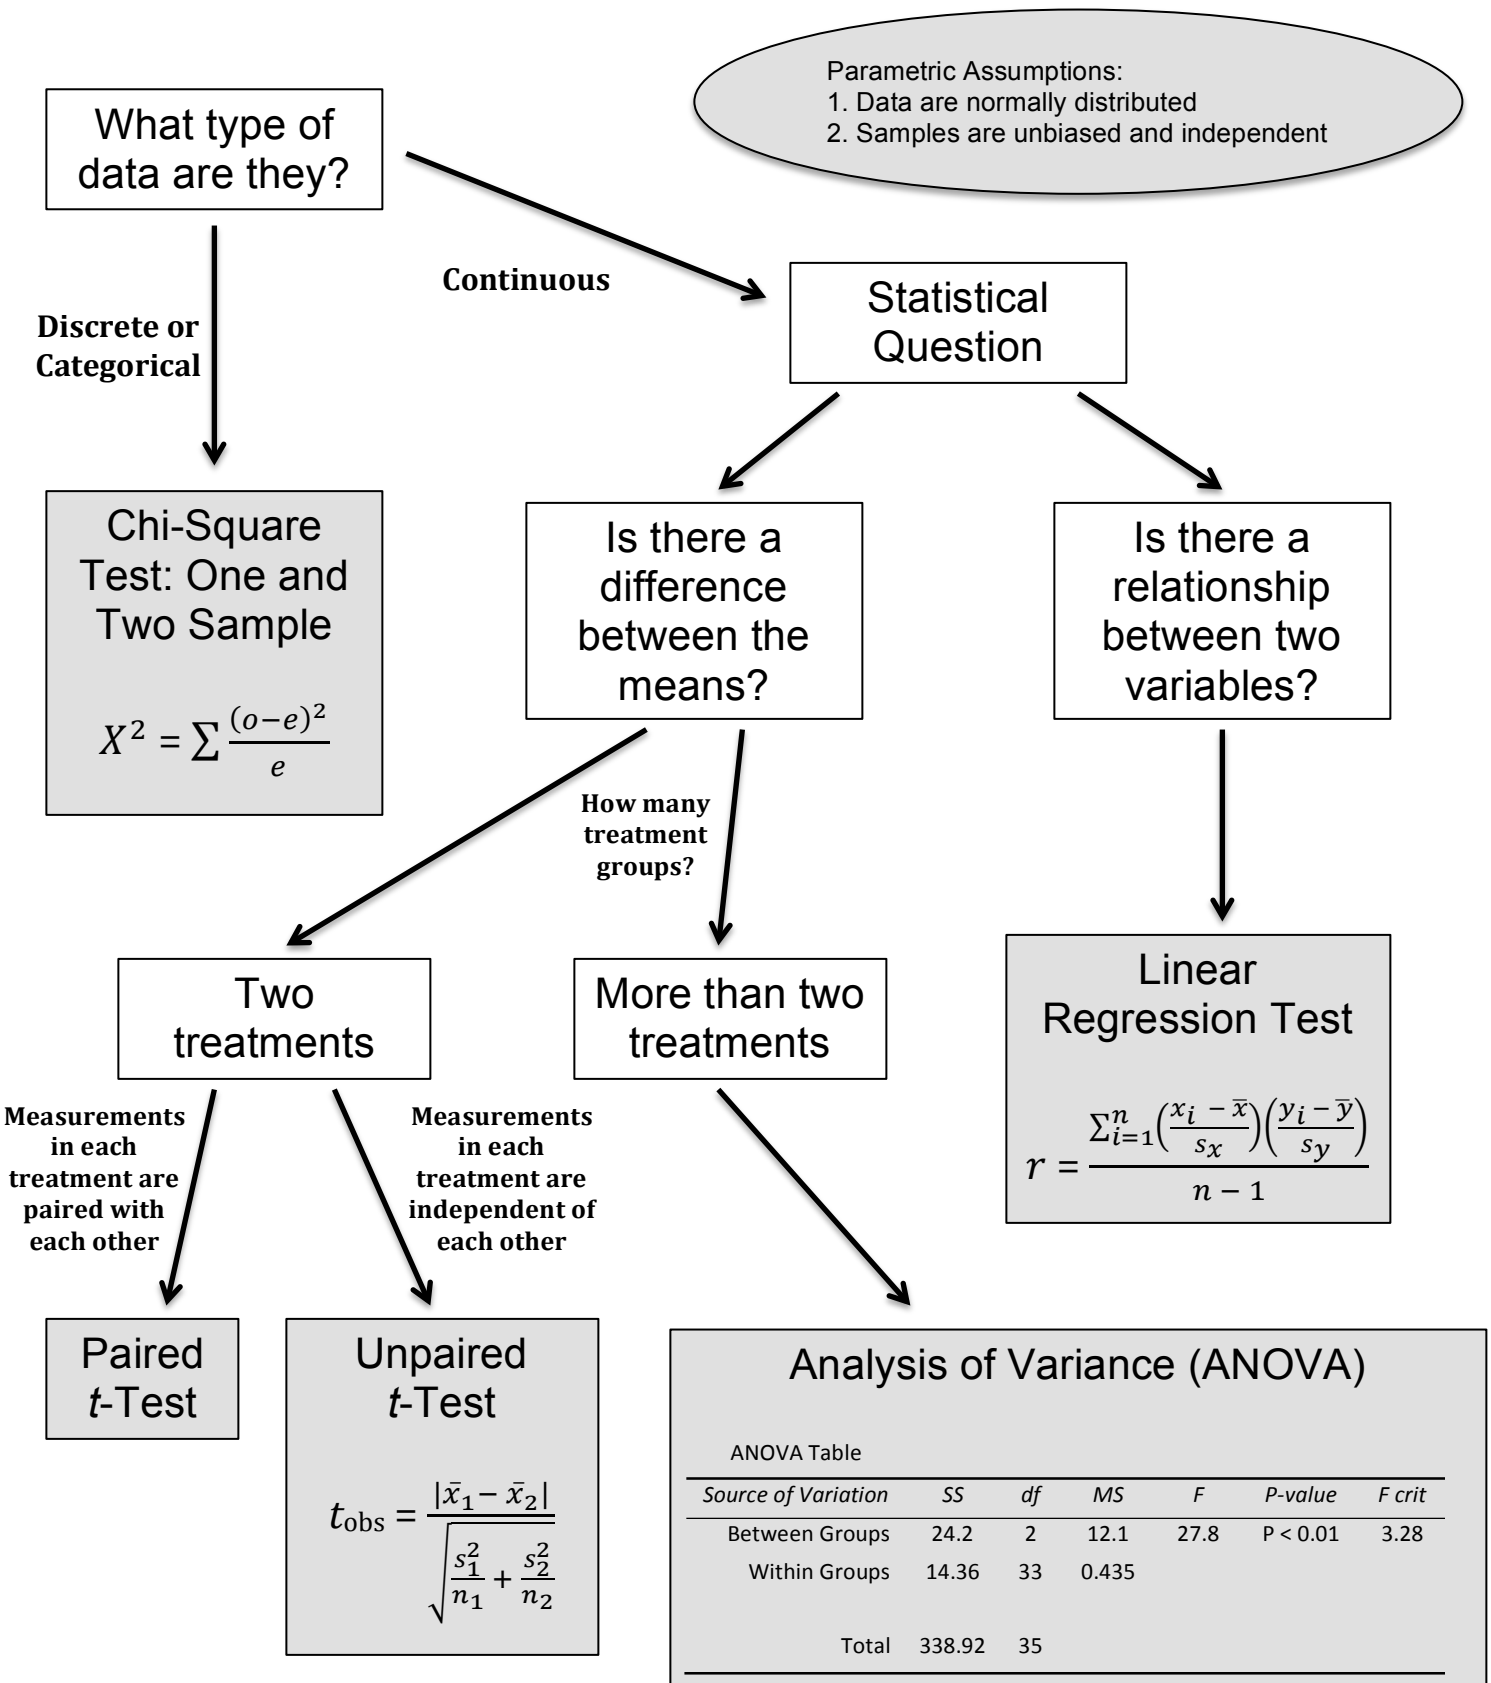 Parametric Assumptions:
1. Data are normally distributed
2. Samples are unbiased and independent
What type of
data are they?
Continuous
Discrete or
Categorical
Statistical
Question
Chi-Square
Test: One and
Two Sample
X² = ∑ (o−e)² / e
Is there a
difference
between the
means?
Is there a
relationship
between two
variables?
How many
treatment
groups?
Two
treatments
More than two
treatments
Linear
Regression Test
r = ∑ⁿᵢ₌₁ ((xᵢ − x̅) / sₓ) ((yᵢ − y̅) / s_y) / (n − 1)
Measurements
in each
treatment are
paired with
each other
Measurements
in each
treatment are
independent of
each other
Paired
t-Test
Unpaired
t-Test
t_obs = |x̄₁ − x̄₂| / √(s₁²/n₁ + s₂²/n₂)
Analysis of Variance (ANOVA)
ANOVA Table
Source of Variation SS df MS F P-value F crit
Between Groups 24.2 2 12.1 27.8 P < 0.01 3.28
Within Groups 14.36 33 0.435
Total 338.92 35